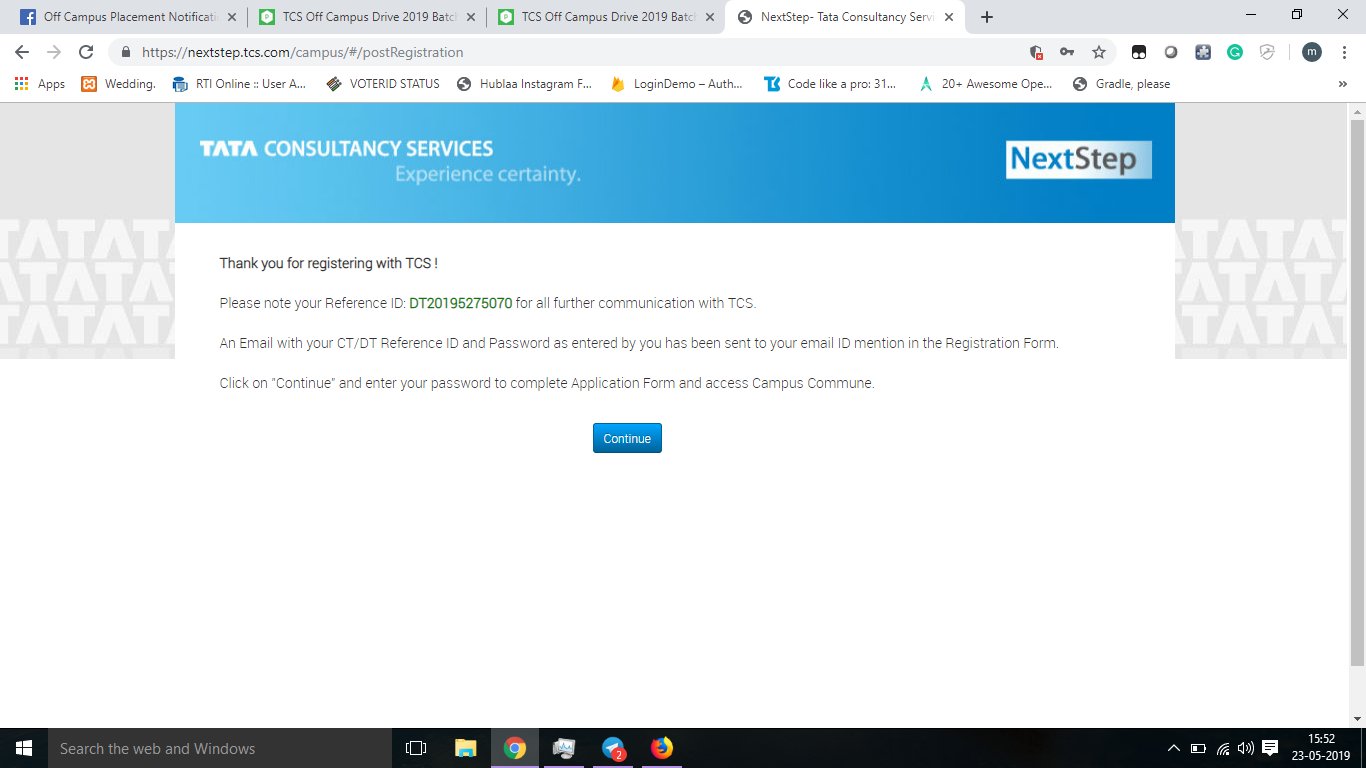 Off Campus Placement Notificati
TCS Off Campus Drive 2019 Batc
TCS Off Campus Drive 2019 Batc
NextStep- Tata Consultancy Servi
https://nextstep.tcs.com/campus/#/postRegistration
m
Apps
Wedding.
RTI Online :: User A...
VOTERID STATUS
Hublaa Instagram F...
LoginDemo – Auth...
Code like a pro: 31...
20+ Awesome Ope...
Gradle, please
»
TATA CONSULTANCY SERVICES
Experience certainty.
NextStep
Thank you for registering with TCS !
Please note your Reference ID: DT20195275070 for all further communication with TCS.
An Email with your CT/DT Reference ID and Password as entered by you has been sent to your email ID mention in the Registration Form.
Click on "Continue" and enter your password to complete Application Form and access Campus Commune.
Continue
Search the web and Windows
2
15:52
23-05-2019